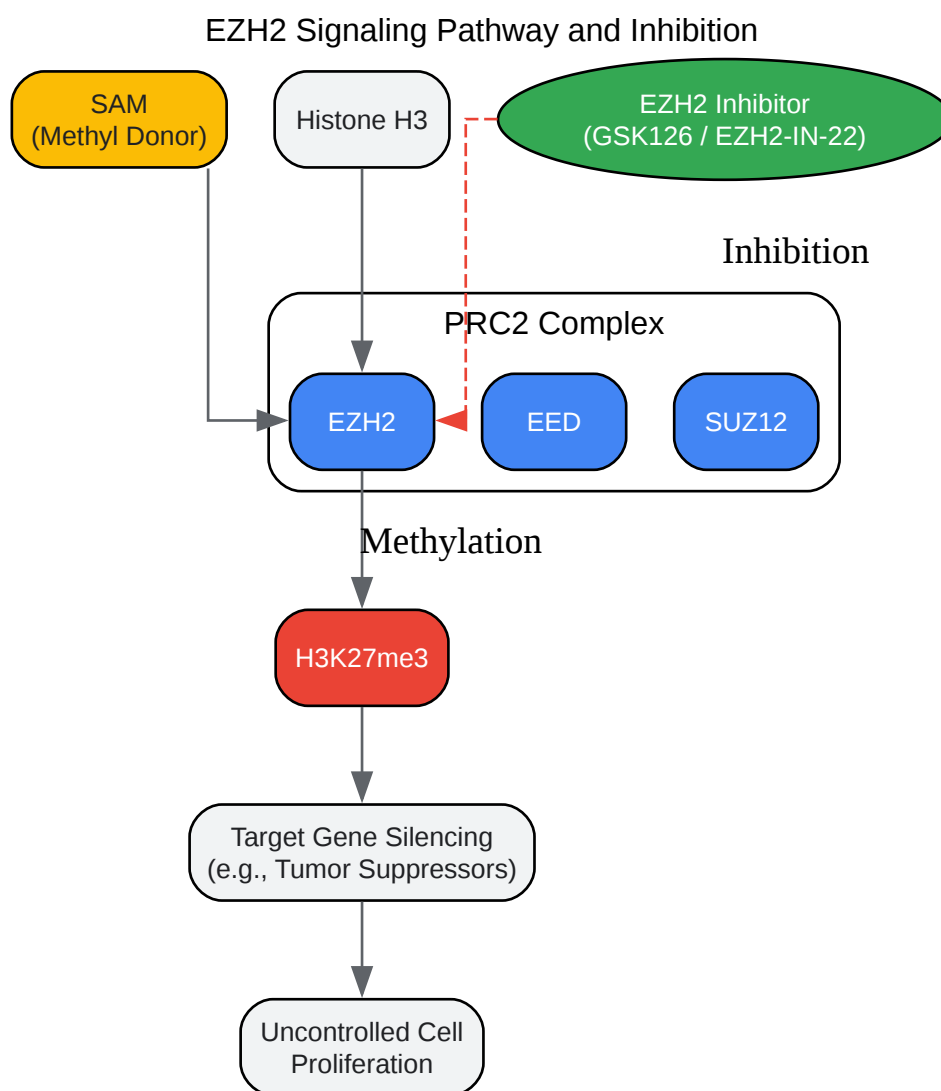 EZH2 Signaling Pathway and Inhibition
SAM
(Methyl Donor)
Histone H3
EZH2 Inhibitor
(GSK126 / EZH2-IN-22)
Inhibition
PRC2 Complex
EZH2
EED
SUZ12
Methylation
H3K27me3
Target Gene Silencing
(e.g., Tumor Suppressors)
Uncontrolled Cell
Proliferation